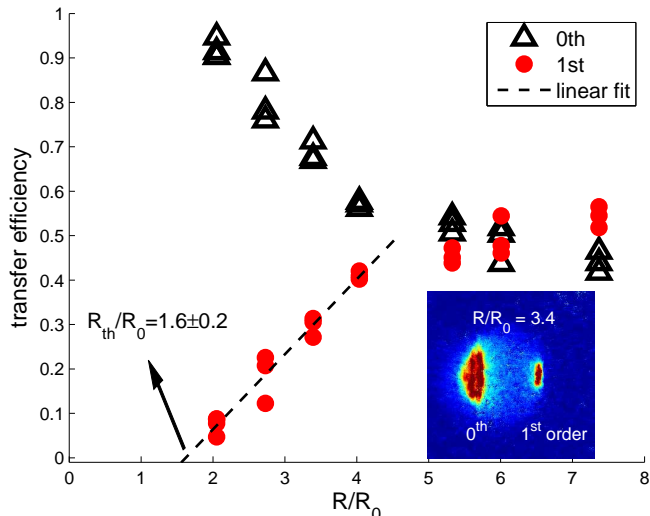 1
0.9
0.8
0.7
0.6
0.5
0.4
0.3
0.2
0.1
0
transfer efficiency
0th
1st
linear fit
R_th/R_0=1.6±0.2
R/R_0 = 3.4
0^th
1^st order
0 1 2 3 4 5 6 7 8
R/R_0